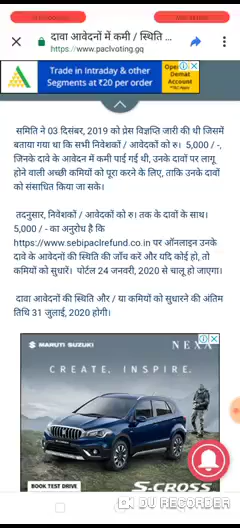 दावा आवेदनों में कमी / स्थिति ...
https://www.paclvoting.gq
Trade in Intraday & other
Segments at ₹20 per order
Demat
Account
समिति ने 03 दिसंबर, 2019 को प्रेस विज्ञप्ति जारी की थी जिसमें
बताया गया था कि सभी निवेशकों / आवेदकों को रु। 5,000 / -,
जिनके दावे के आवेदन में कमी पाई गई थी, उनके दावों पर लागू
होने वाली अच्छी कमियों को पूरा करने के लिए, ताकि उनके दावों
को संसाधित किया जा सके।
तदनुसार, निवेशकों / आवेदकों को रु। तक के दावों के साथ।
5,000 / - का अनुरोध है कि
https://www.sebipaclrefund.co.in पर ऑनलाइन उनके
दावे के आवेदनों की स्थिति की जाँच करें और यदि कोई हो, तो
कमियों को सुधारें। पोर्टल 24 जनवरी, 2020 से चालू हो जाएगा।
दावा आवेदनों की स्थिति और / या कमियों को सुधारने की अंतिम
तिथि 31 जुलाई, 2020 होगी।
MARUTI SUZUKI NEXA
CREATE. INSPIRE.
BOOK TEST DRIVE
S-CROSS
DU RECORDER